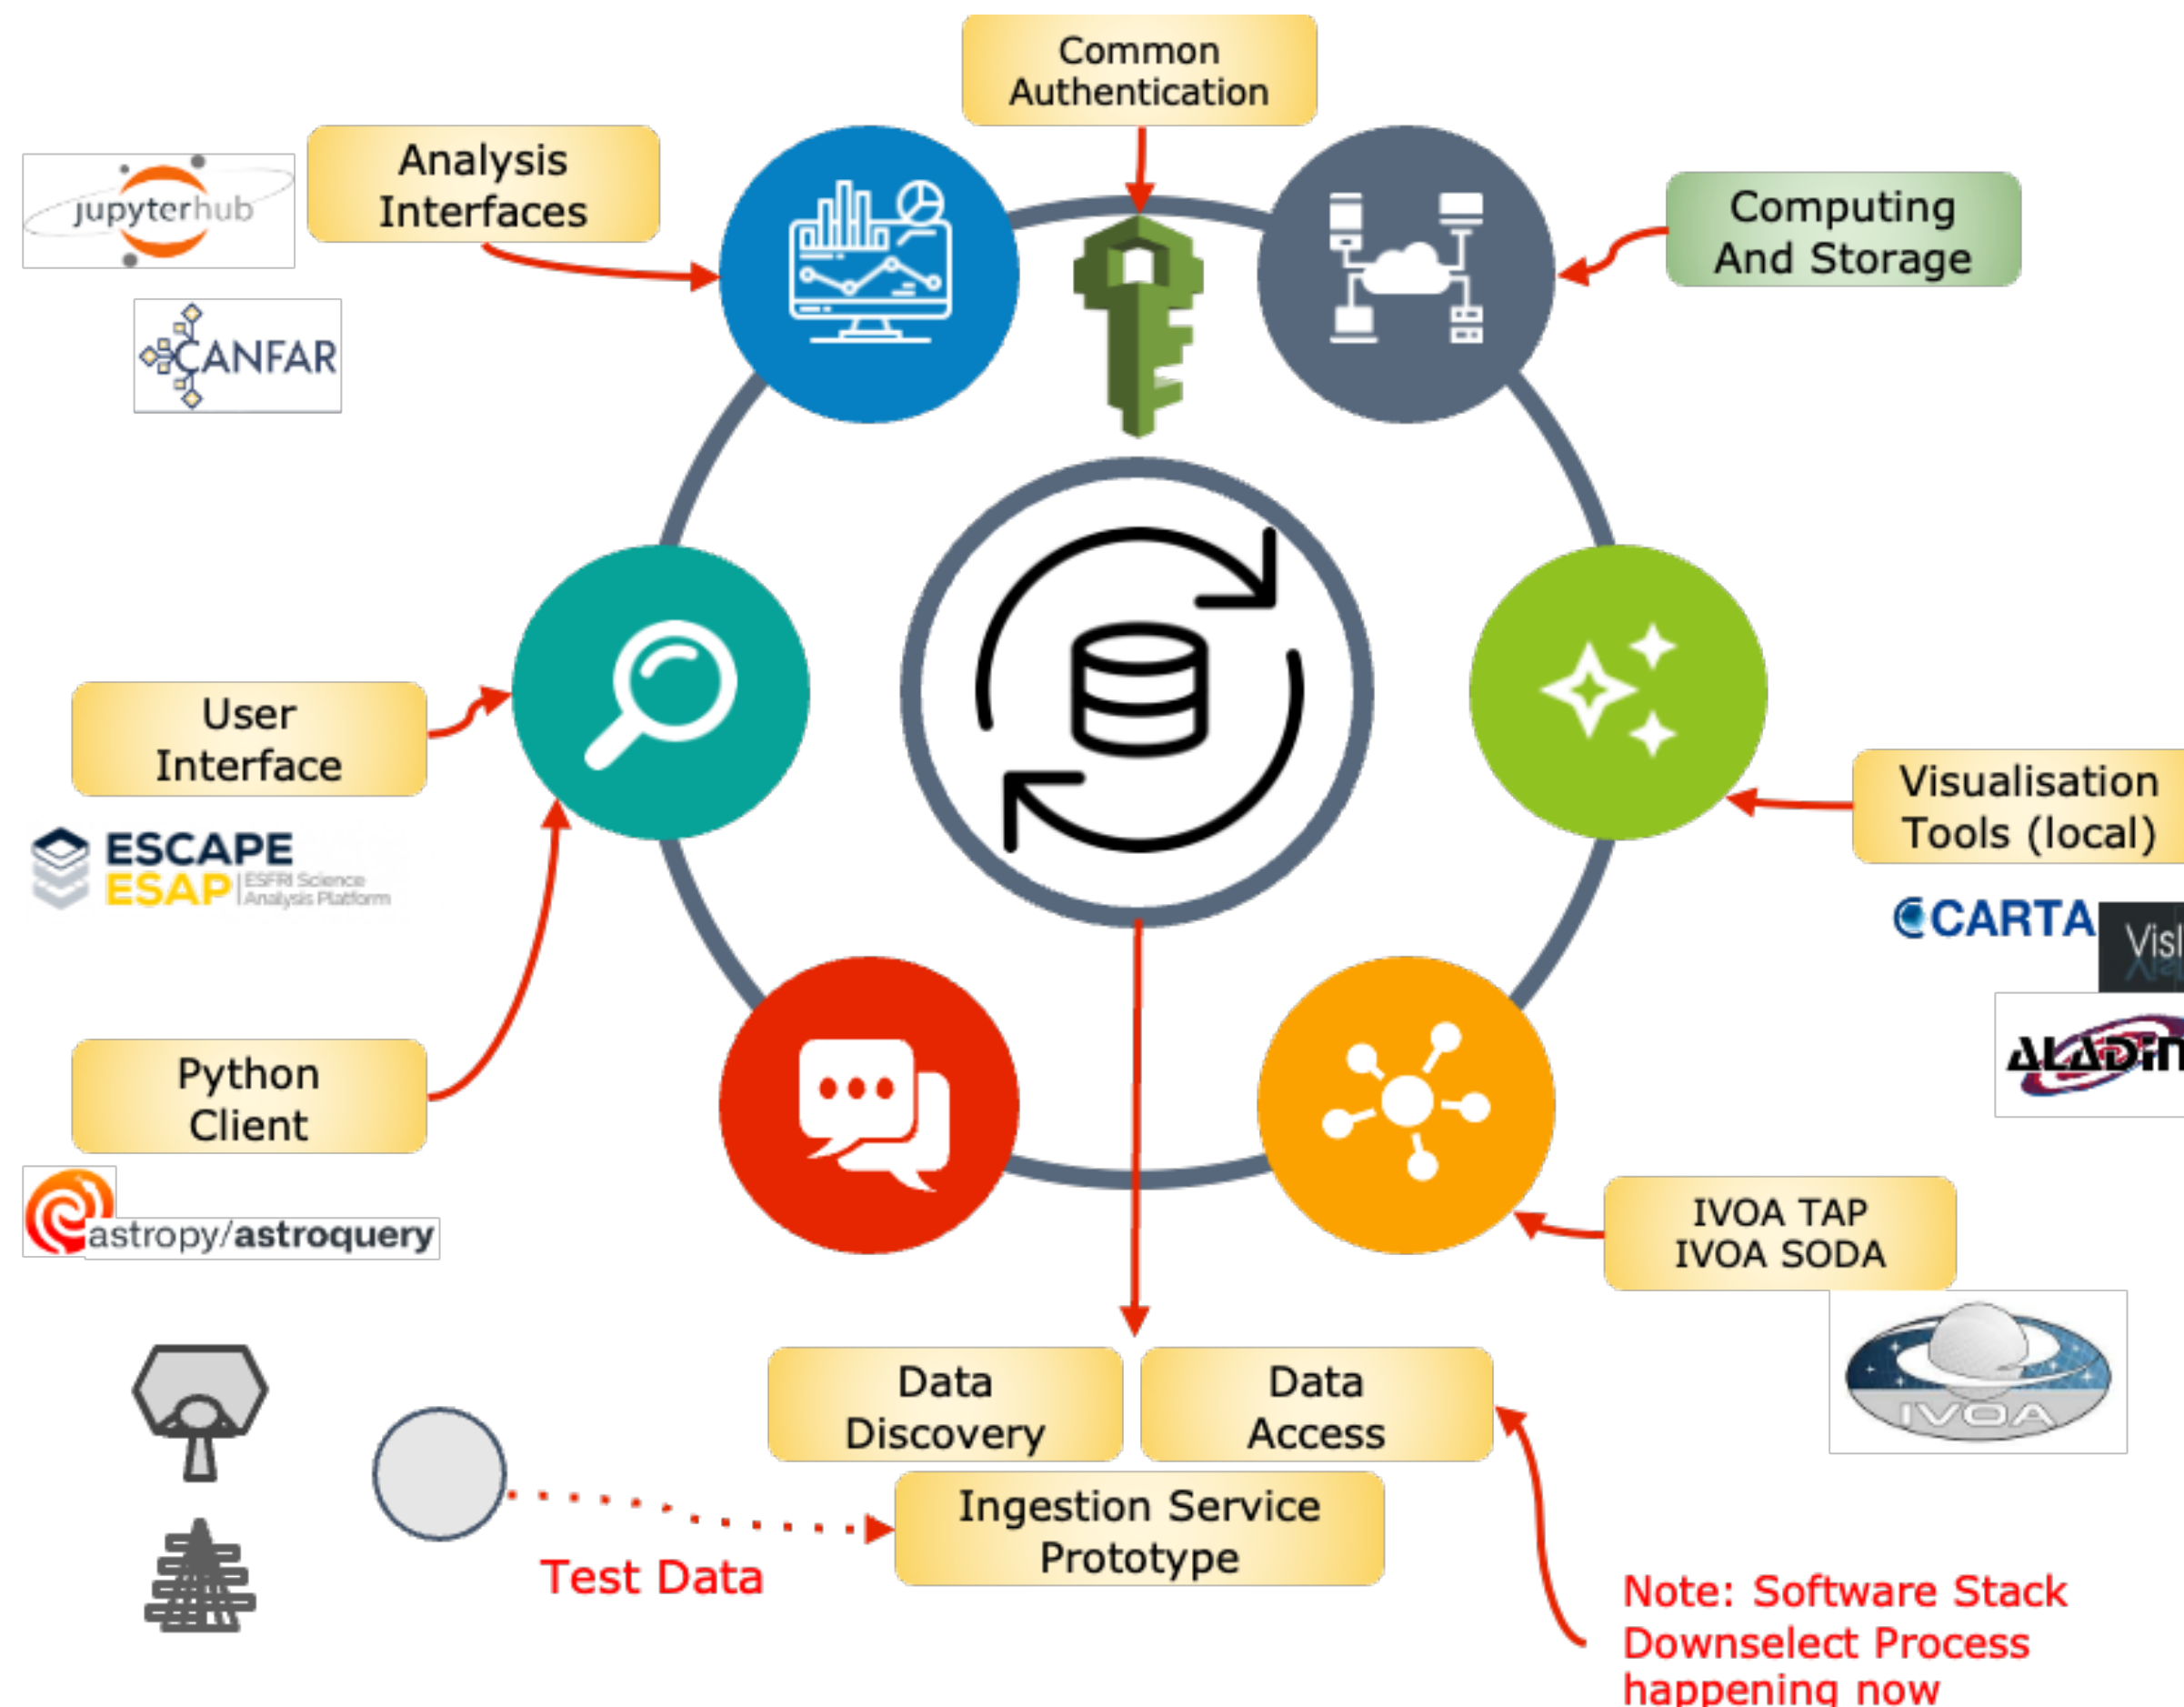 Common
Authentication
jupyterhub
Analysis
Interfaces
Computing
And Storage
CANFAR
User
Interface
Visualisation
Tools (local)
ESCAPE
ESAP
ESFRI Science
Analysis Platform
CARTA
ALADIN
Python
Client
astropy/astroquery
IVOA TAP
IVOA SODA
IVOA
Data
Discovery
Data
Access
Ingestion Service
Prototype
Test Data
Note: Software Stack
Downselect Process
happening now